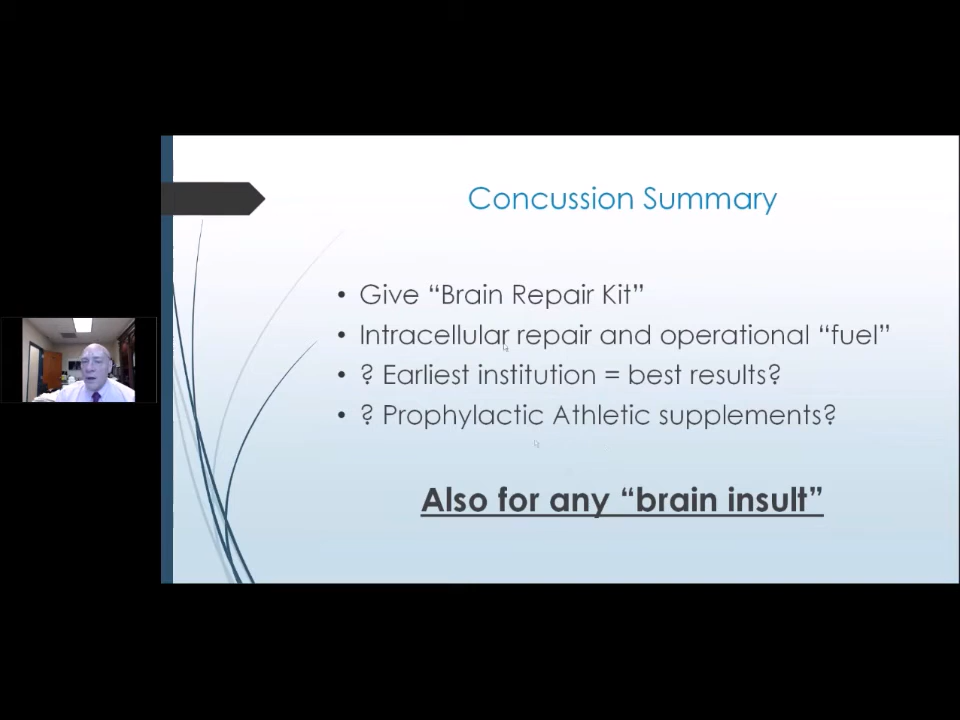 Concussion Summary
• Give “Brain Repair Kit”
• Intracellular repair and operational “fuel”
• ? Earliest institution = best results?
• ? Prophylactic Athletic supplements?
Also for any “brain insult”